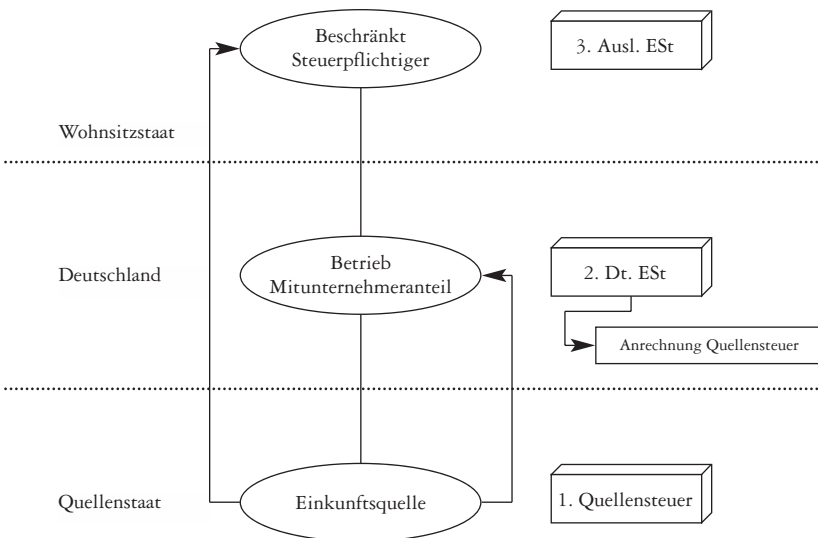 Beschränkt
Steuerpflichtiger
3. Ausl. ESt
Wohnsitzstaat
Deutschland
Betrieb
Mitunternehmeranteil
2. Dt. ESt
Anrechnung Quellensteuer
Quellenstaat
Einkunftsquelle
1. Quellensteuer